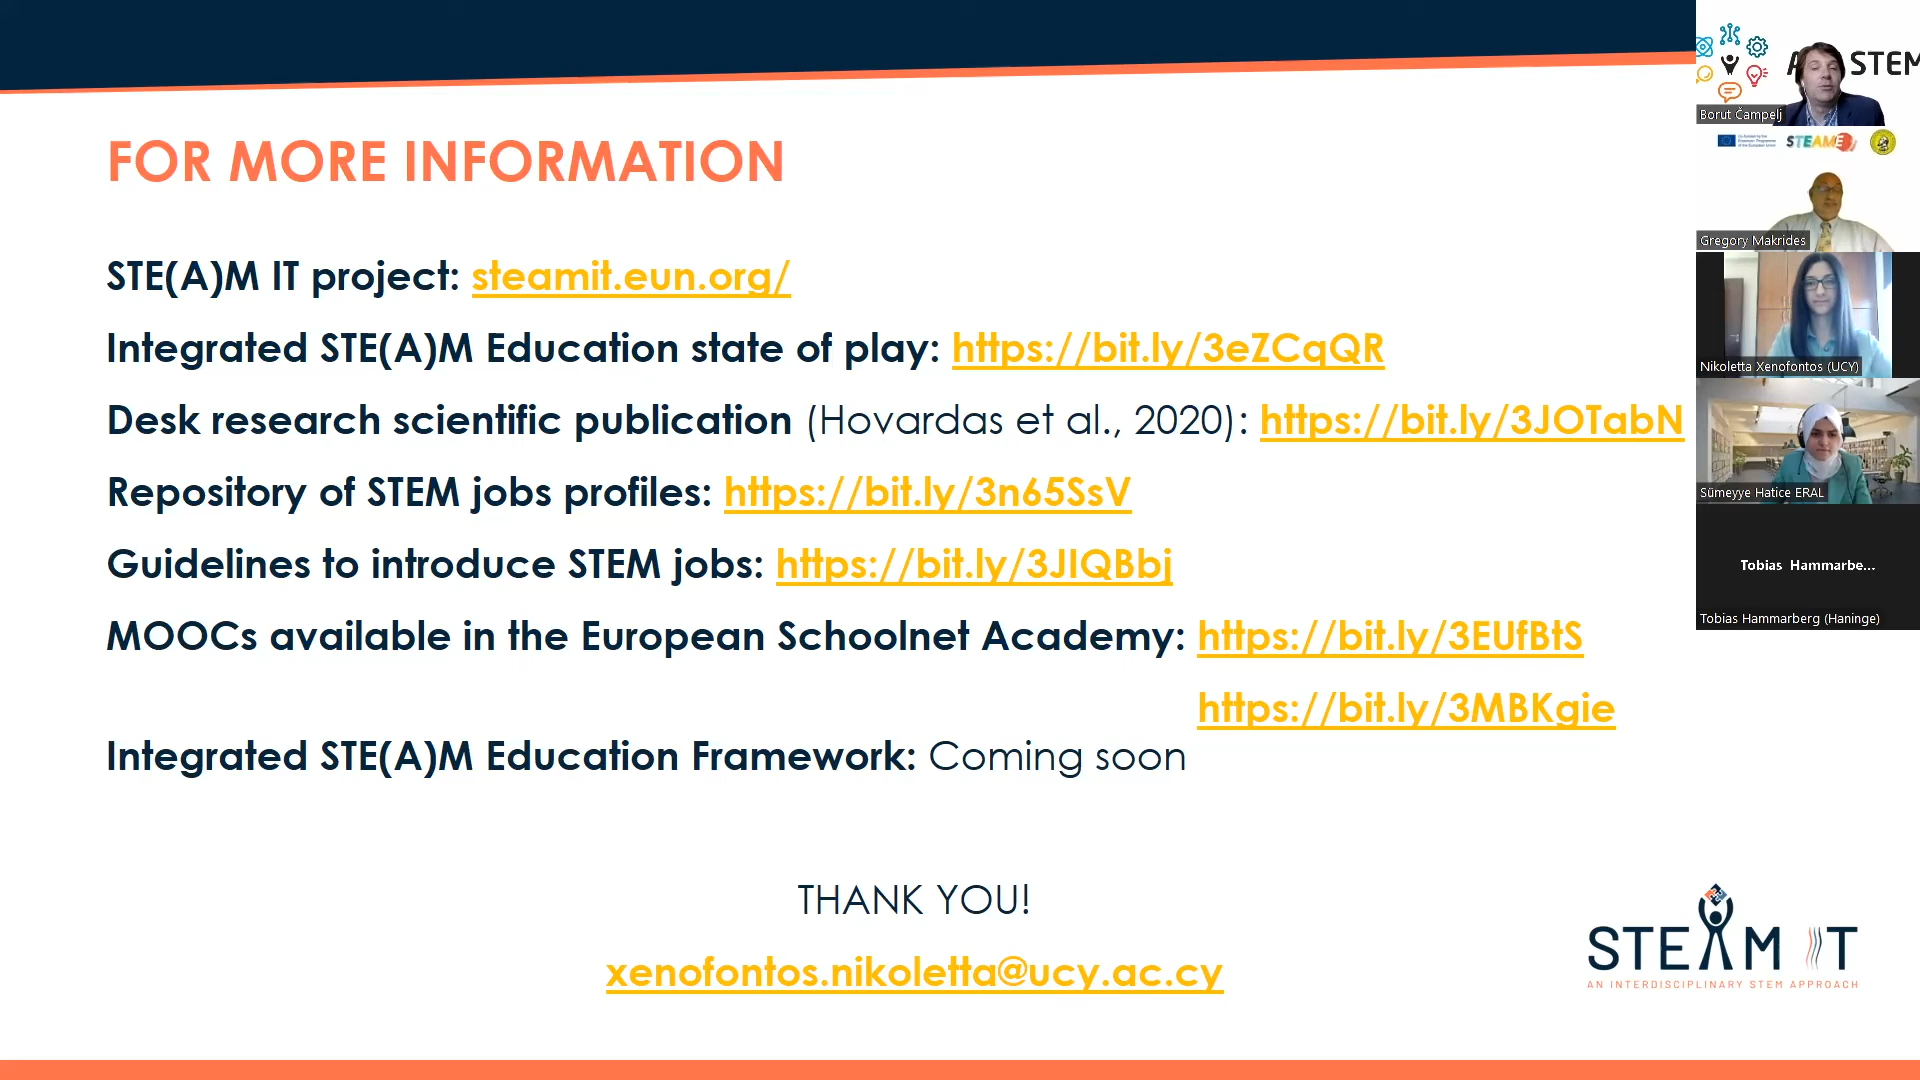 FOR MORE INFORMATION
STE(A)M IT project: steamit.eun.org/
Integrated STE(A)M Education state of play: https://bit.ly/3eZCqQR
Desk research scientific publication (Hovardas et al., 2020): https://bit.ly/3JOTabN
Repository of STEM jobs profiles: https://bit.ly/3n65SsV
Guidelines to introduce STEM jobs: https://bit.ly/3JIQBbj
MOOCs available in the European Schoolnet Academy: https://bit.ly/3EUfBtS
https://bit.ly/3MBKgie
Integrated STE(A)M Education Framework: Coming soon
THANK YOU!
xenofontos.nikoletta@ucy.ac.cy
STEAM IT
AN INTERDISCIPLINARY STEM APPROACH
STEM
Borut Čampelj
STEAME
Gregory Makrides
Nikoletta Xenofontos (UCY)
Sümeyye Hatice ERAL
Tobias Hammarbe...
Tobias Hammarberg (Haninge)